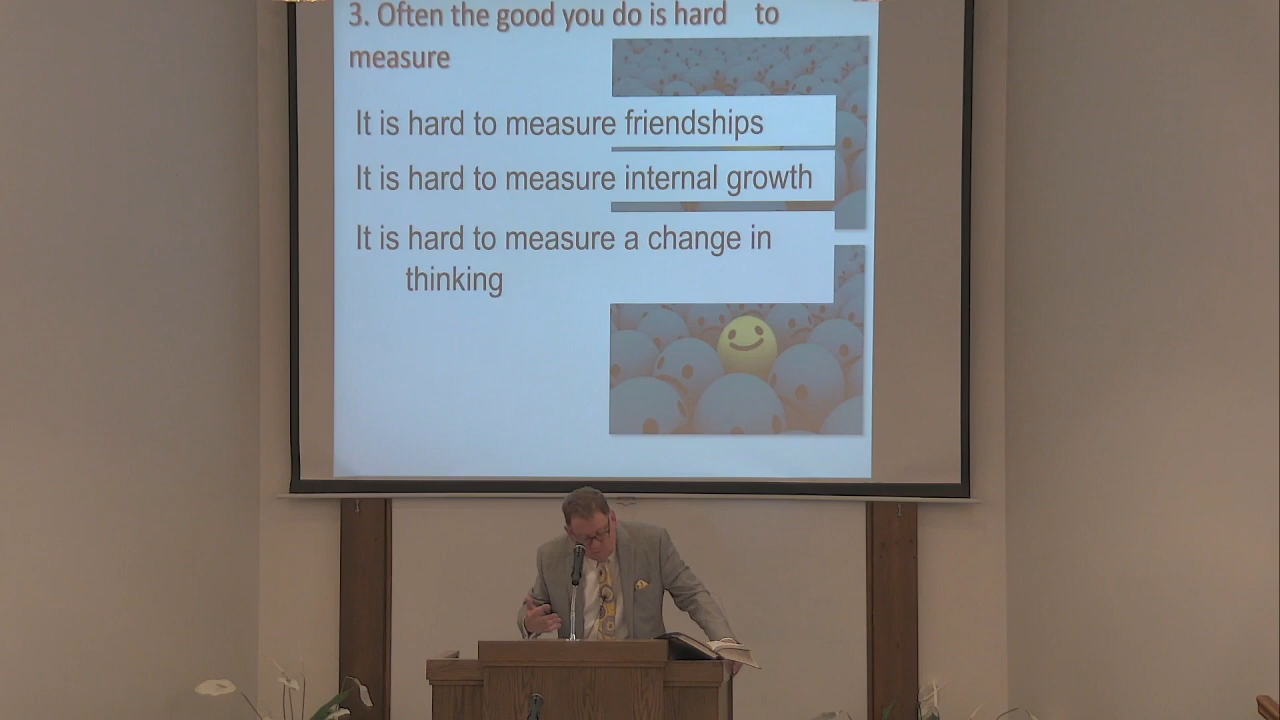 3. Often the good you do is hard to
measure
It is hard to measure friendships
It is hard to measure internal growth
It is hard to measure a change in
thinking